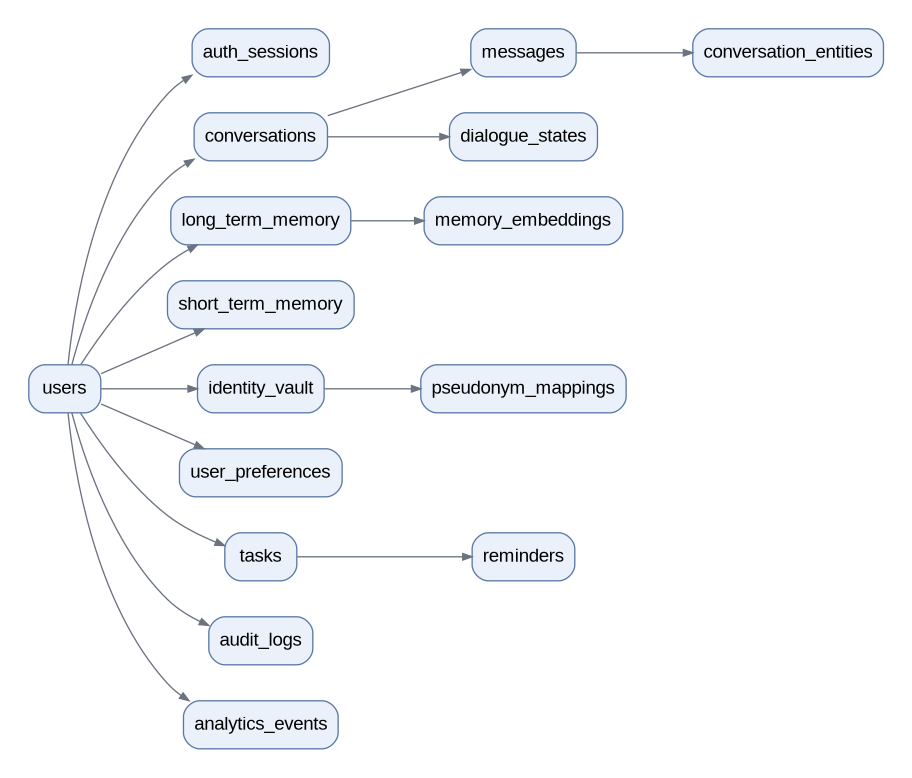 auth_sessions
messages
conversation_entities
conversations
dialogue_states
long_term_memory
memory_embeddings
short_term_memory
users
identity_vault
pseudonym_mappings
user_preferences
tasks
reminders
audit_logs
analytics_events